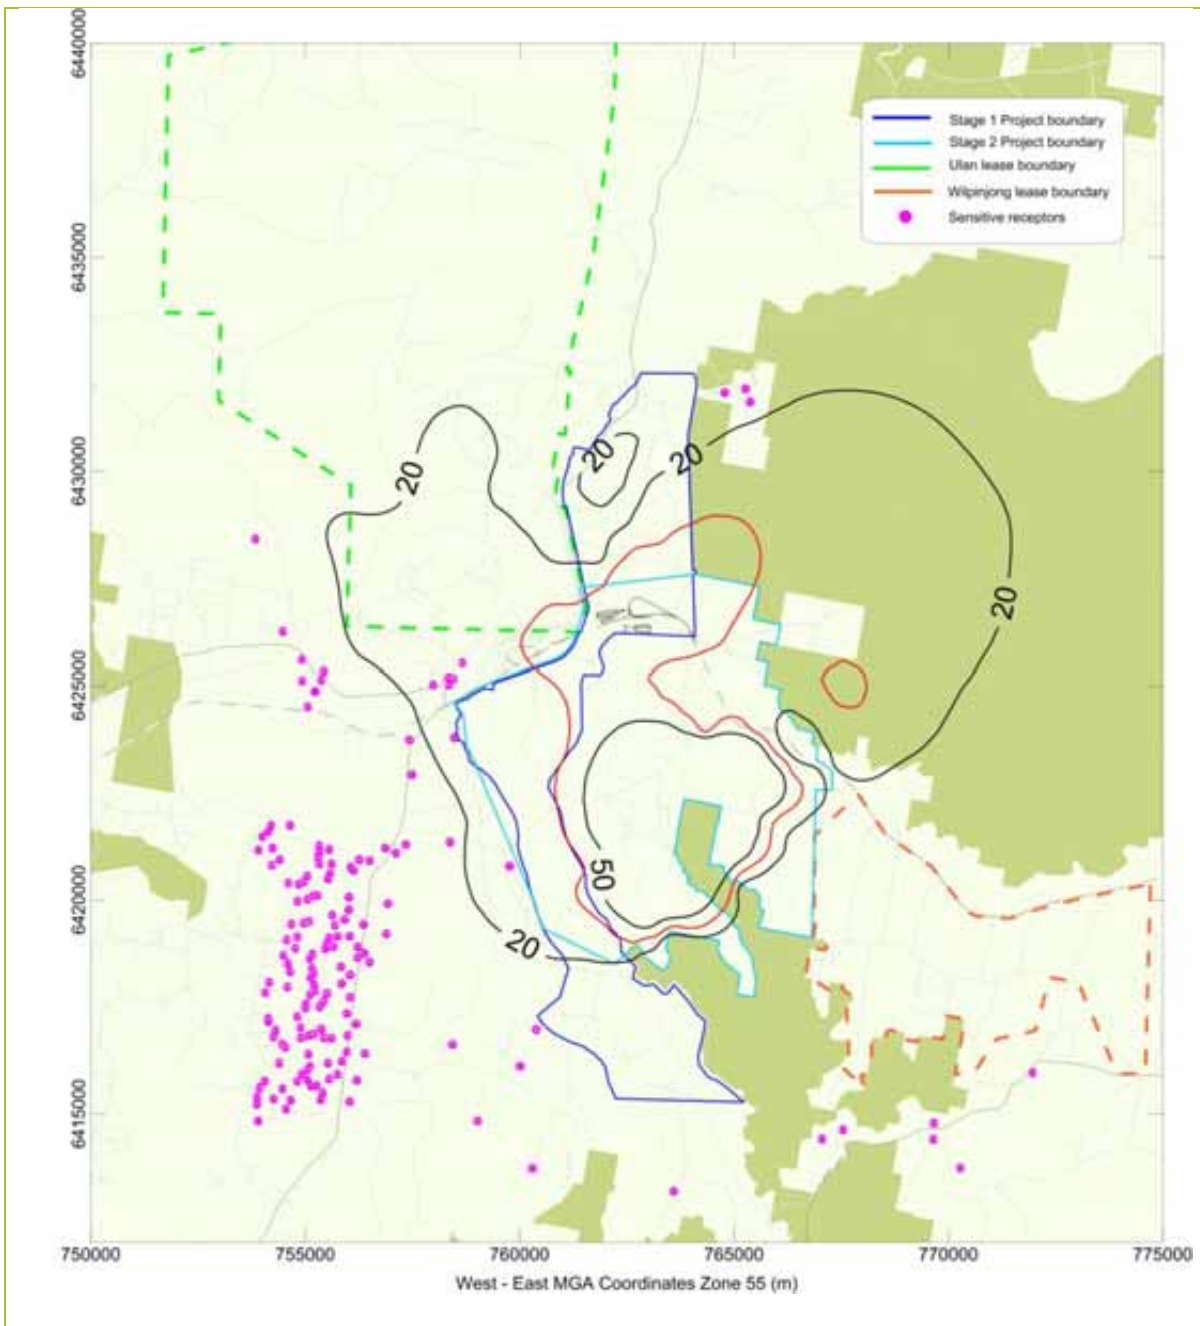 6440000
Stage 1 Project boundary
Stage 2 Project boundary
Ulan lease boundary
Wilpinjong lease boundary
Sensitive receptors
6435000
6430000
20
20
20
20
6425000
6420000
50
20
6415000
750000 755000 760000 765000 770000 775000
West - East MGA Coordinates Zone 55 (m)